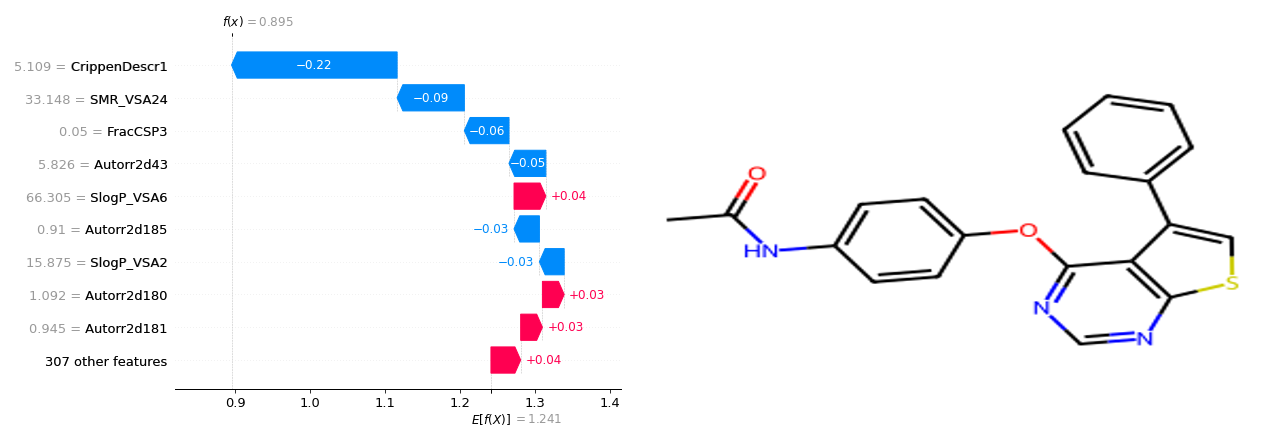 f(x) = 0.895
5.109 = CrippenDescr1
−0.22
33.148 = SMR_VSA24
−0.09
0.05 = FracCSP3
−0.06
5.826 = Autorr2d43
−0.05
66.305 = SlogP_VSA6
+0.04
0.91 = Autorr2d185
−0.03
15.875 = SlogP_VSA2
−0.03
1.092 = Autorr2d180
+0.03
0.945 = Autorr2d181
+0.03
307 other features
+0.04
0.9 1.0 1.1 1.2 1.3 1.4
E[f(X)] = 1.241
O
HN
O
N
N
S